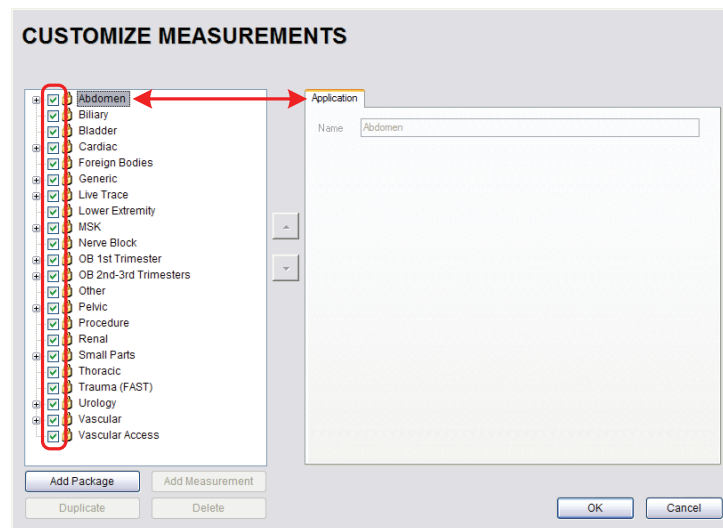 CUSTOMIZE MEASUREMENTS
Abdomen
Biliary
Bladder
Cardiac
Foreign Bodies
Generic
Live Trace
Lower Extremity
MSK
Nerve Block
OB 1st Trimester
OB 2nd-3rd Trimesters
Other
Pelvic
Procedure
Renal
Small Parts
Thoracic
Trauma (FAST)
Urology
Vascular
Vascular Access
Application
Name Abdomen
Add Package Add Measurement
Duplicate Delete
OK Cancel